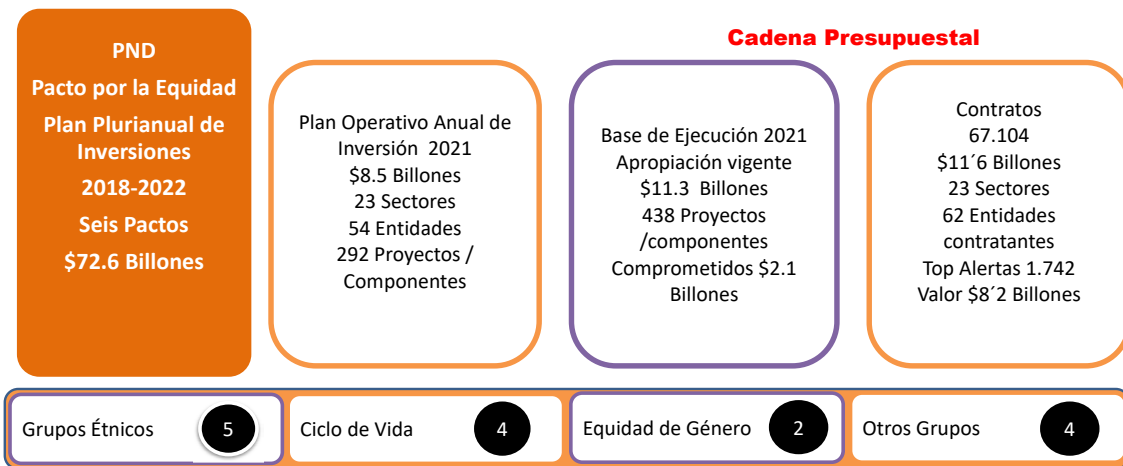 Cadena Presupuestal
PND
Pacto por la Equidad
Plan Plurianual de
Inversiones
2018-2022
Seis Pactos
$72.6 Billones
Plan Operativo Anual de
Inversión 2021
$8.5 Billones
23 Sectores
54 Entidades
292 Proyectos /
Componentes
Base de Ejecución 2021
Apropiación vigente
$11.3 Billones
438 Proyectos
/componentes
Comprometidos $2.1
Billones
Contratos
67.104
$11´6 Billones
23 Sectores
62 Entidades
contratantes
Top Alertas 1.742
Valor $8´2 Billones
Grupos Étnicos 5
Ciclo de Vida 4
Equidad de Género 2
Otros Grupos 4